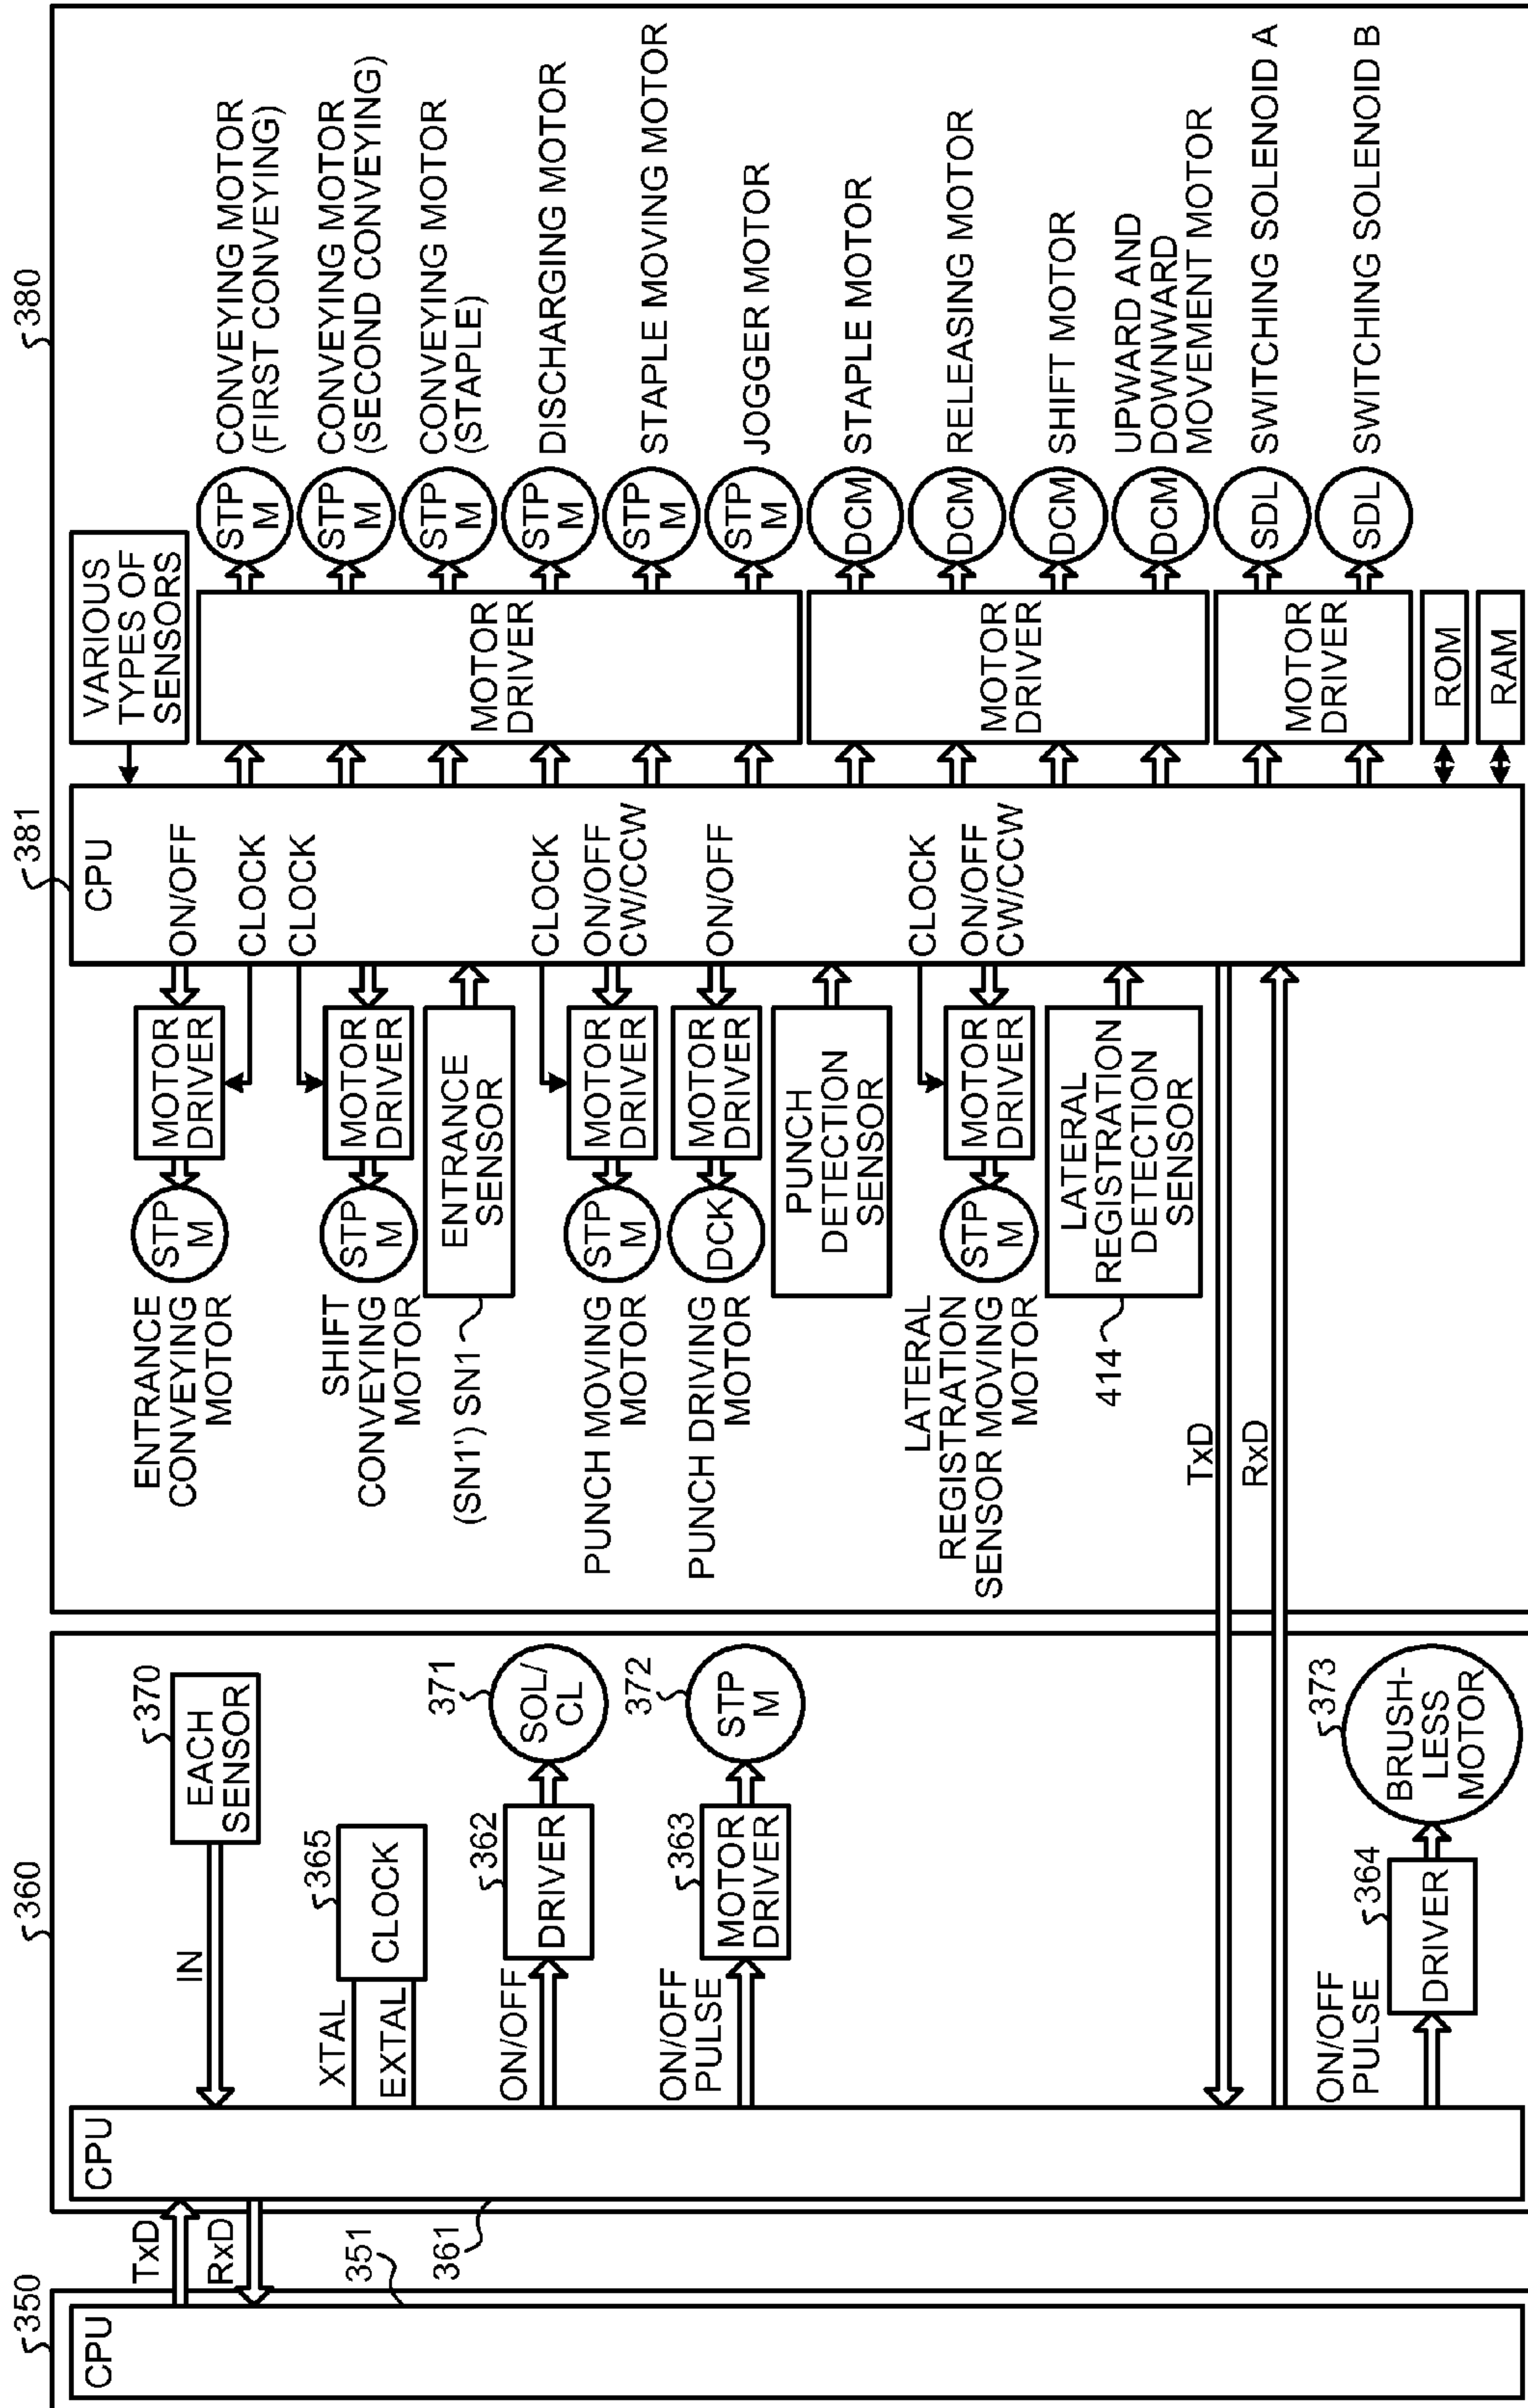 350
CPU
351
TxD
RxD
361
360
CPU
IN
370
EACH
SENSOR
XTAL
EXTAL
365
CLOCK
ON/OFF
362
DRIVER
371
SOL/
CL
ON/OFF
PULSE
363
MOTOR
DRIVER
372
STP
M
ON/OFF
PULSE
364
DRIVER
373
BRUSH-
LESS
MOTOR
TxD
RxD
380
381
CPU
ENTRANCE
CONVEYING
MOTOR
STP
M
MOTOR
DRIVER
ON/OFF
CLOCK
CLOCK
SHIFT
CONVEYING
MOTOR
STP
M
MOTOR
DRIVER
(SN1') SN1
ENTRANCE
SENSOR
CLOCK
PUNCH MOVING
MOTOR
STP
M
MOTOR
DRIVER
ON/OFF
CW/CCW
PUNCH DRIVING
MOTOR
DCK
MOTOR
DRIVER
ON/OFF
PUNCH
DETECTION
SENSOR
CLOCK
LATERAL
REGISTRATION
SENSOR MOVING
MOTOR
STP
M
MOTOR
DRIVER
ON/OFF
CW/CCW
414
LATERAL
REGISTRATION
DETECTION
SENSOR
VARIOUS
TYPES OF
SENSORS
MOTOR
DRIVER
STP
M
CONVEYING MOTOR
(FIRST CONVEYING)
STP
M
CONVEYING MOTOR
(SECOND CONVEYING)
STP
M
CONVEYING MOTOR
(STAPLE)
STP
M
DISCHARGING MOTOR
STP
M
STAPLE MOVING MOTOR
STP
M
JOGGER MOTOR
MOTOR
DRIVER
DCM
STAPLE MOTOR
DCM
RELEASING MOTOR
DCM
SHIFT MOTOR
DCM
UPWARD AND
DOWNWARD
MOVEMENT MOTOR
MOTOR
DRIVER
SDL
SWITCHING SOLENOID A
SDL
SWITCHING SOLENOID B
ROM
RAM